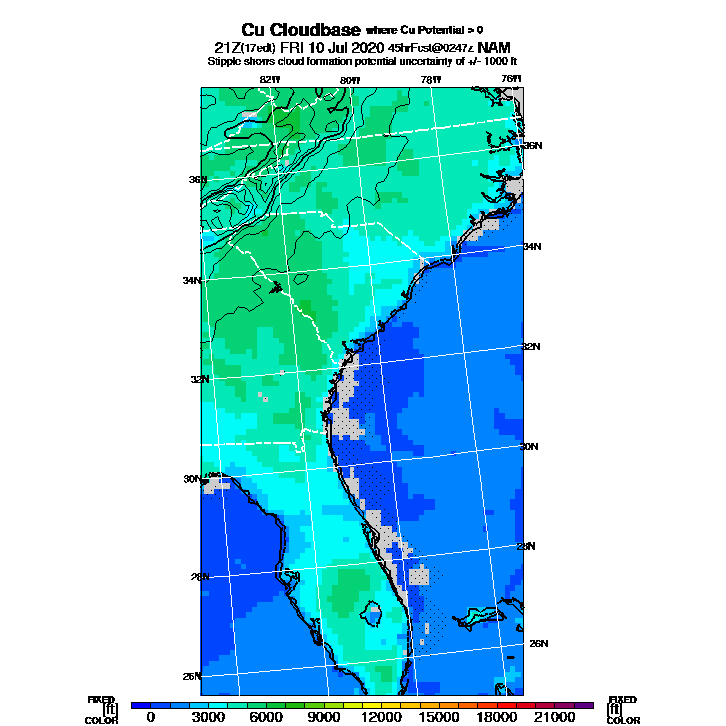 Cu Cloudbase where Cu Potential > 0
21Z(17edt) FRI 10 Jul 2020 45hrFcst@0247z NAM
Stipple shows cloud formation potential uncertainty of +/- 1000 ft
82W 80W 78W 76W
36N
36N
34N
34N
32N
32N
30N
30N
28N
28N
26N
26N
FIXED FIXED
[ft] 0 3000 6000 9000 12000 15000 18000 21000 [ft]
COLOR COLOR